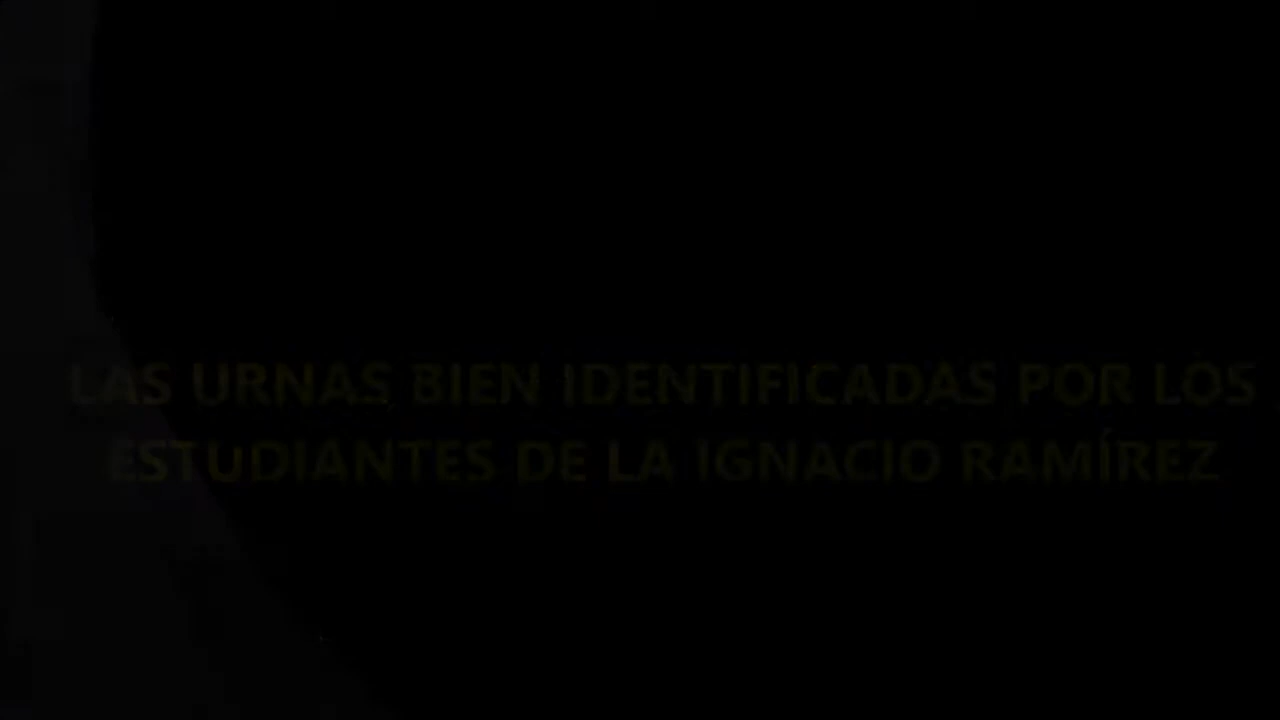 LAS URNAS BIEN IDENTIFICADAS POR LOS
ESTUDIANTES DE LA IGNACIO RAMÍREZ